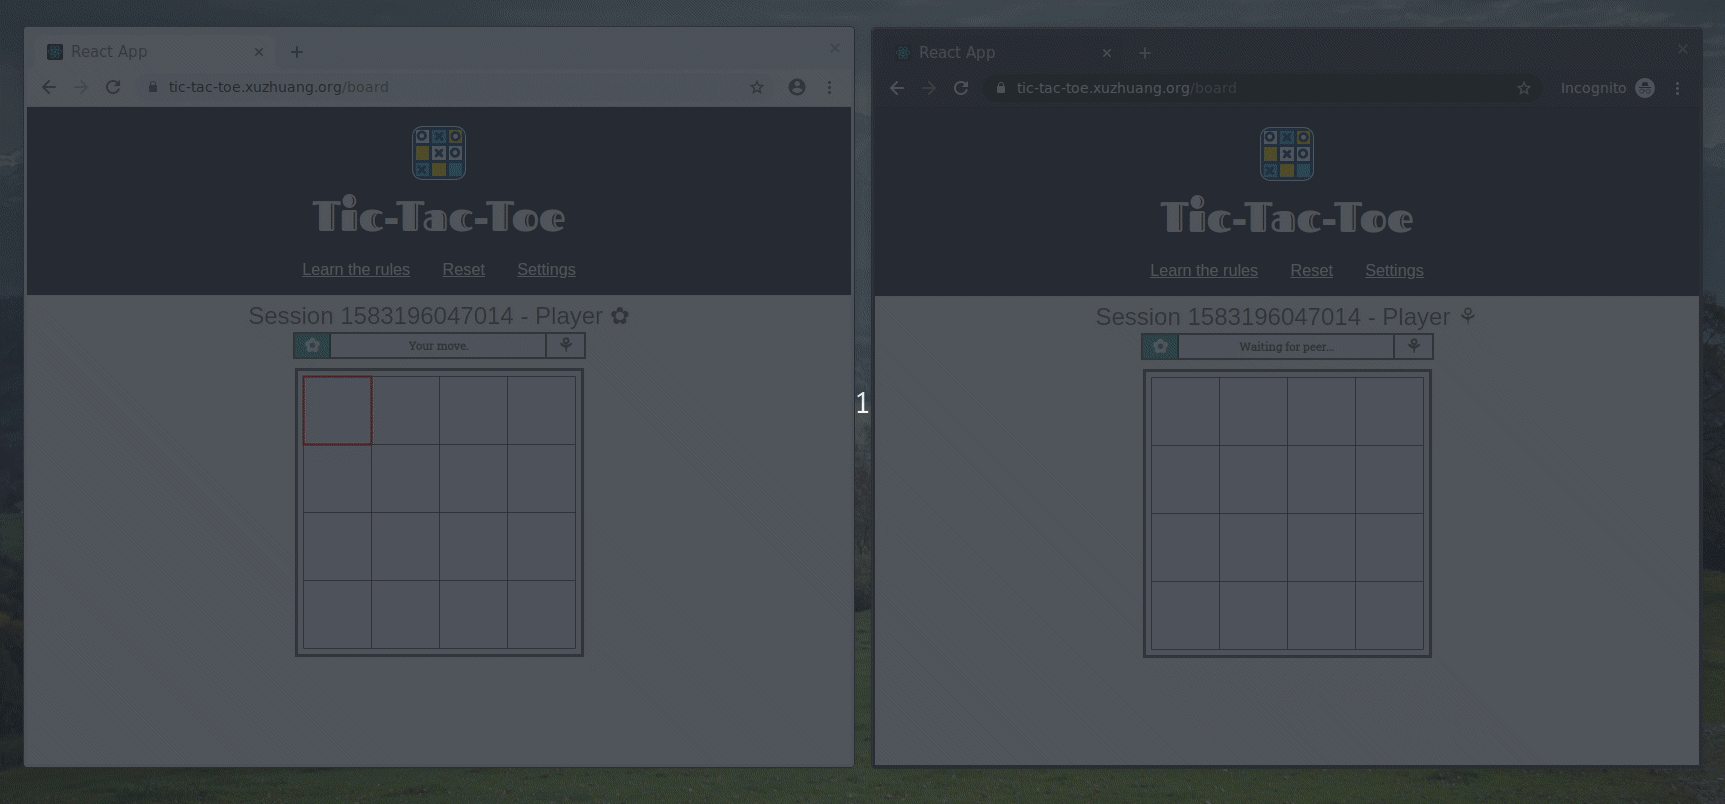 React App
tic-tac-toe.xuzhuang.org/board
Tic-Tac-Toe
Learn the rules Reset Settings
Session 1583196047014 - Player ✿
✿ Your move. ⚘
1
React App
tic-tac-toe.xuzhuang.org/board Incognito
Tic-Tac-Toe
Learn the rules Reset Settings
Session 1583196047014 - Player ⚘
✿ Waiting for peer... ⚘